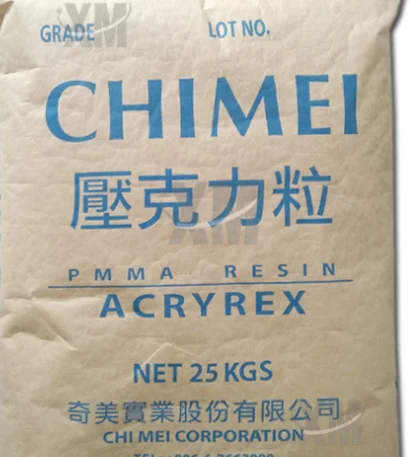 GRADE LOT NO.
CHIMEI
壓克力粒
PMMA RESIN
ACRYREX
NET 25 KGS
奇美實業股份有限公司
CHI MEI CORPORATION